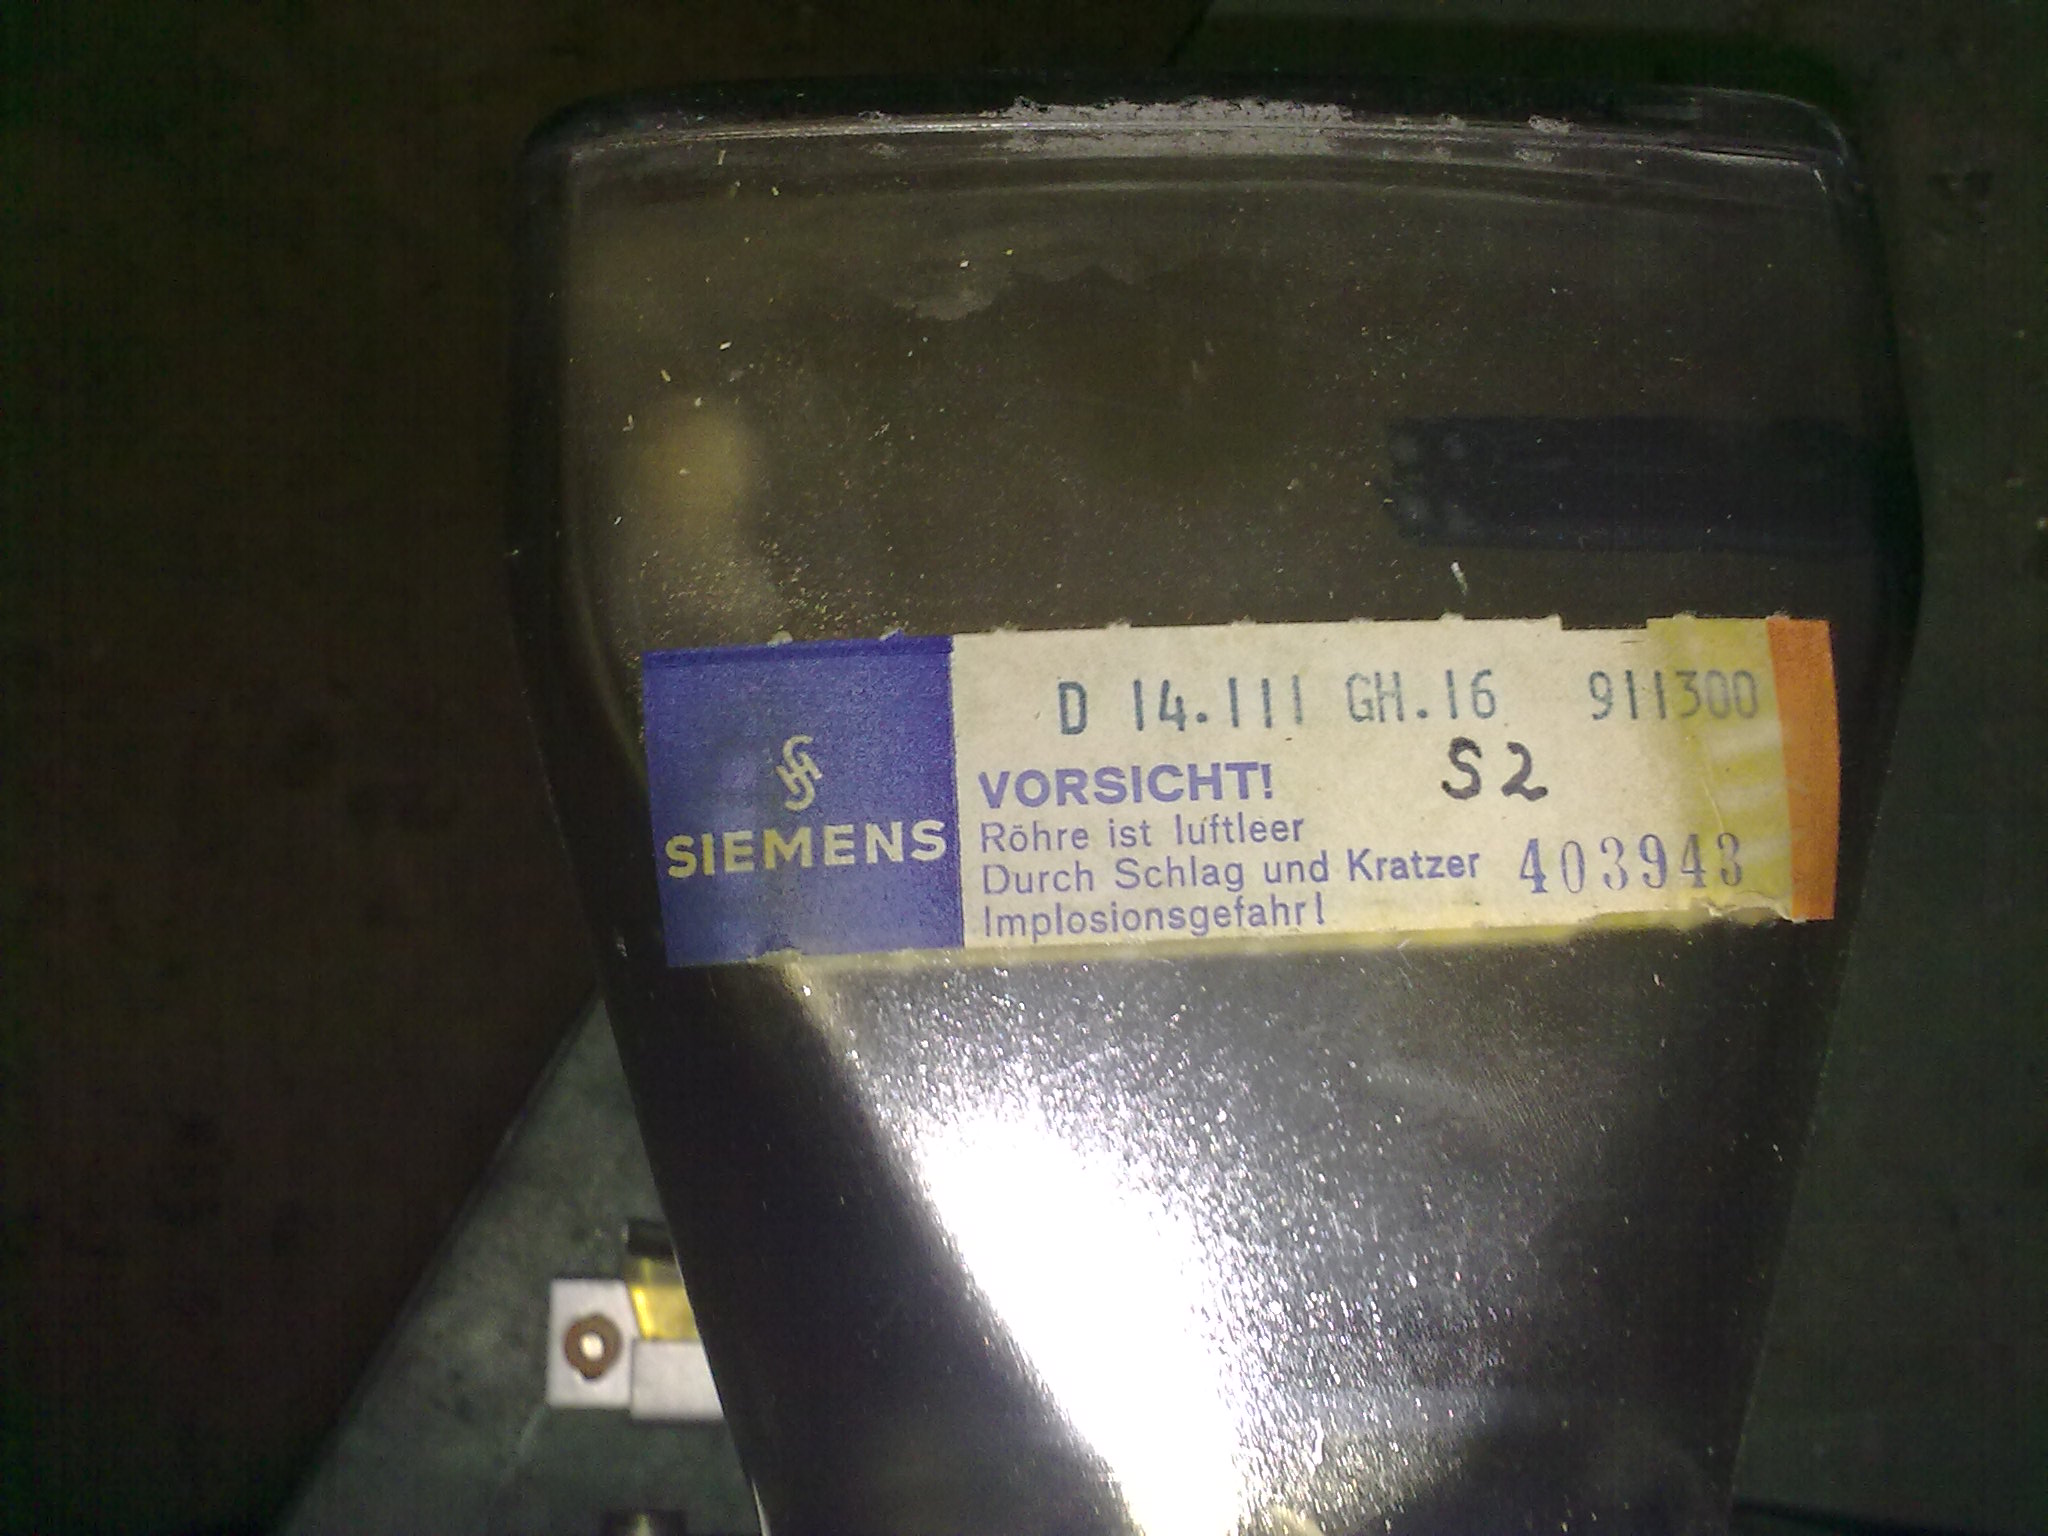 SIEMENS
D 14.111 GH.16 911300
S2
VORSICHT!
Röhre ist luftleer
Durch Schlag und Kratzer
Implosionsgefahr!
403943